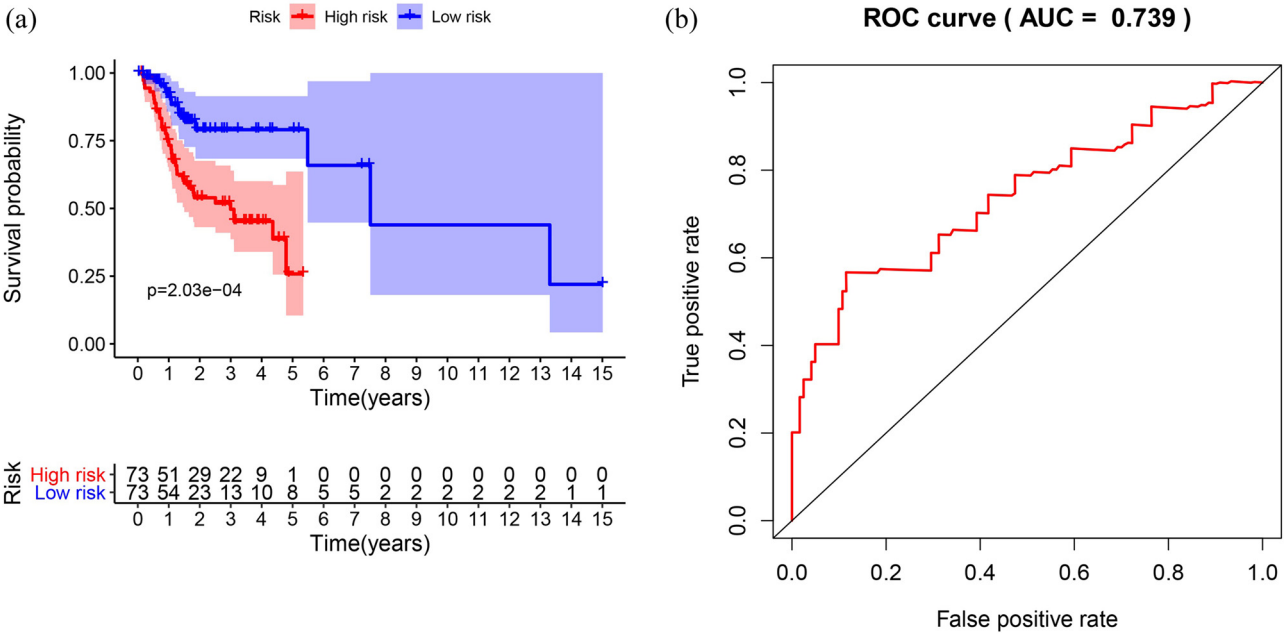 (a)
Risk High risk Low risk
Survival probability
1.00
0.75
0.50
0.25
0.00
p=2.03e−04
0 1 2 3 4 5 6 7 8 9 10 11 12 13 14 15
Time(years)
Risk
High risk 73 51 29 22 9 1 0 0 0 0 0 0 0 0 0 0
Low risk 73 54 23 13 10 8 5 5 2 2 2 2 2 2 1 1
0 1 2 3 4 5 6 7 8 9 10 11 12 13 14 15
Time(years)
(b)
ROC curve ( AUC = 0.739 )
True positive rate
1.0
0.8
0.6
0.4
0.2
0.0
0.0 0.2 0.4 0.6 0.8 1.0
False positive rate